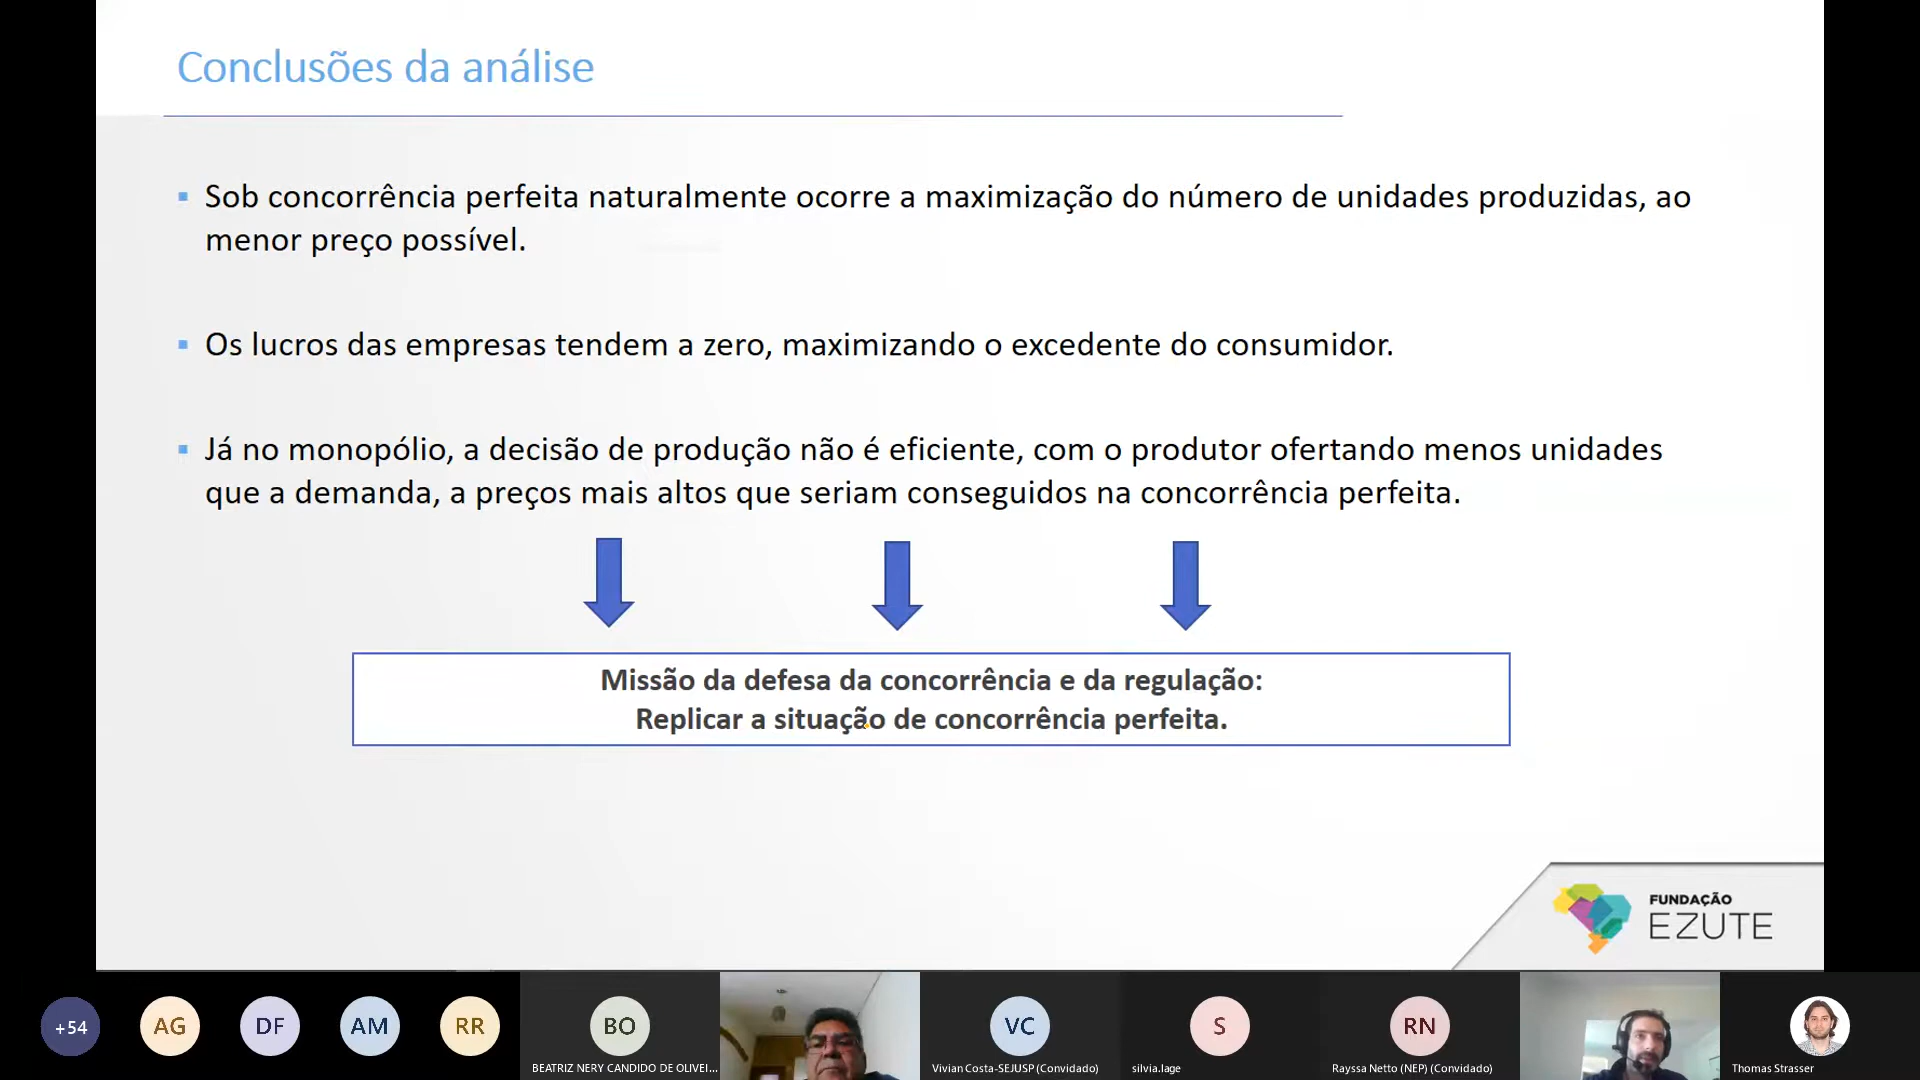 Conclusões da análise
Sob concorrência perfeita naturalmente ocorre a maximização do número de unidades produzidas, ao
menor preço possível.
Os lucros das empresas tendem a zero, maximizando o excedente do consumidor.
Já no monopólio, a decisão de produção não é eficiente, com o produtor ofertando menos unidades
que a demanda, a preços mais altos que seriam conseguidos na concorrência perfeita.
Missão da defesa da concorrência e da regulação:
Replicar a situação de concorrência perfeita.
FUNDAÇÃO
EZUTE
+54
AG
DF
AM
RR
BO
VC
S
RN
BEATRIZ NERY CANDIDO DE OLIVEI...
Vivian Costa-SEJUSP (Convidado)
silvia.lage
Rayssa Netto (NEP) (Convidado)
Thomas Strasser